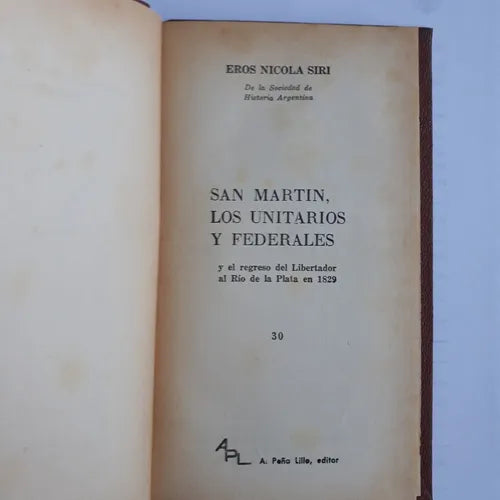 EROS NICOLA SIRI
De la Sociedad de
Historia Argentina
SAN MARTIN,
LOS UNITARIOS
Y FEDERALES
y el regreso del Libertador
al Río de la Plata en 1829
30
APL A. Peña Lillo, editor